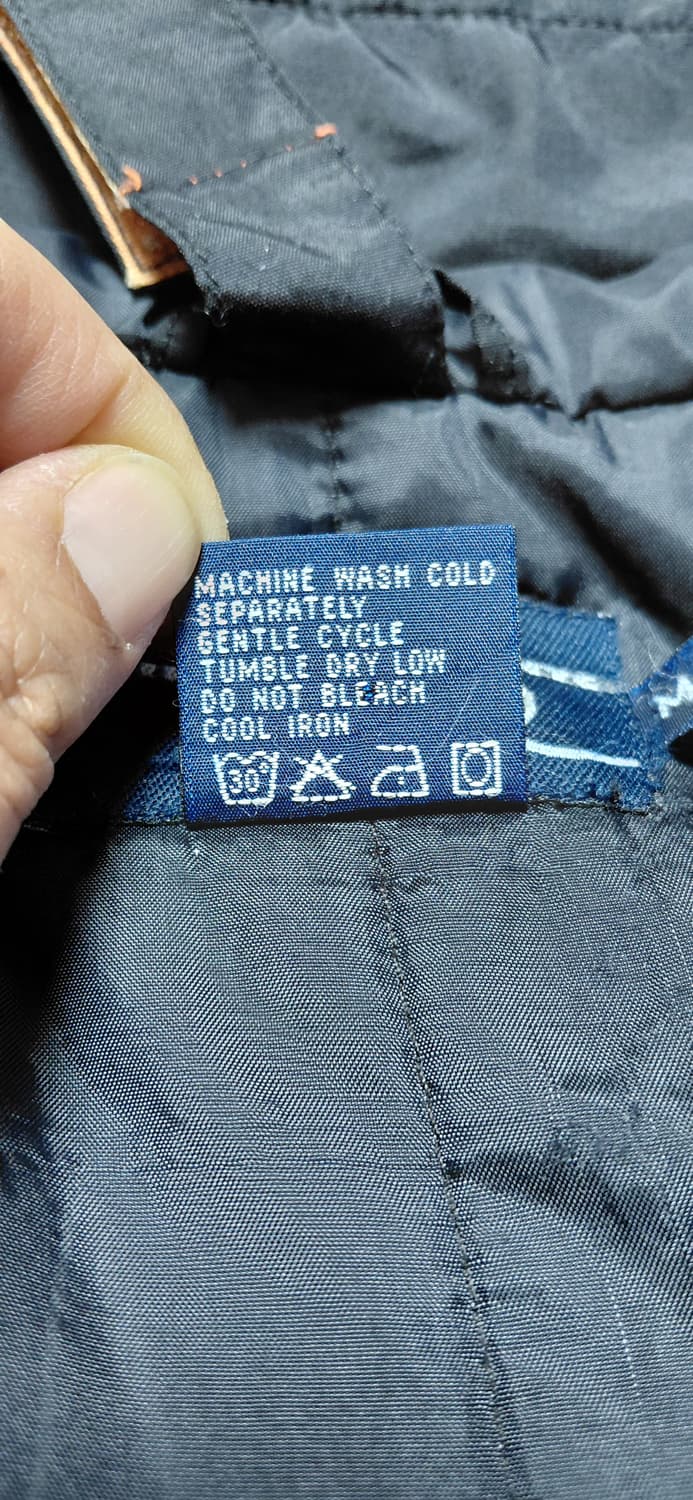 MACHINE WASH COLD
SEPARATELY
GENTLE CYCLE
TUMBLE DRY LOW
DO NOT BLEACH
COOL IRON
30°